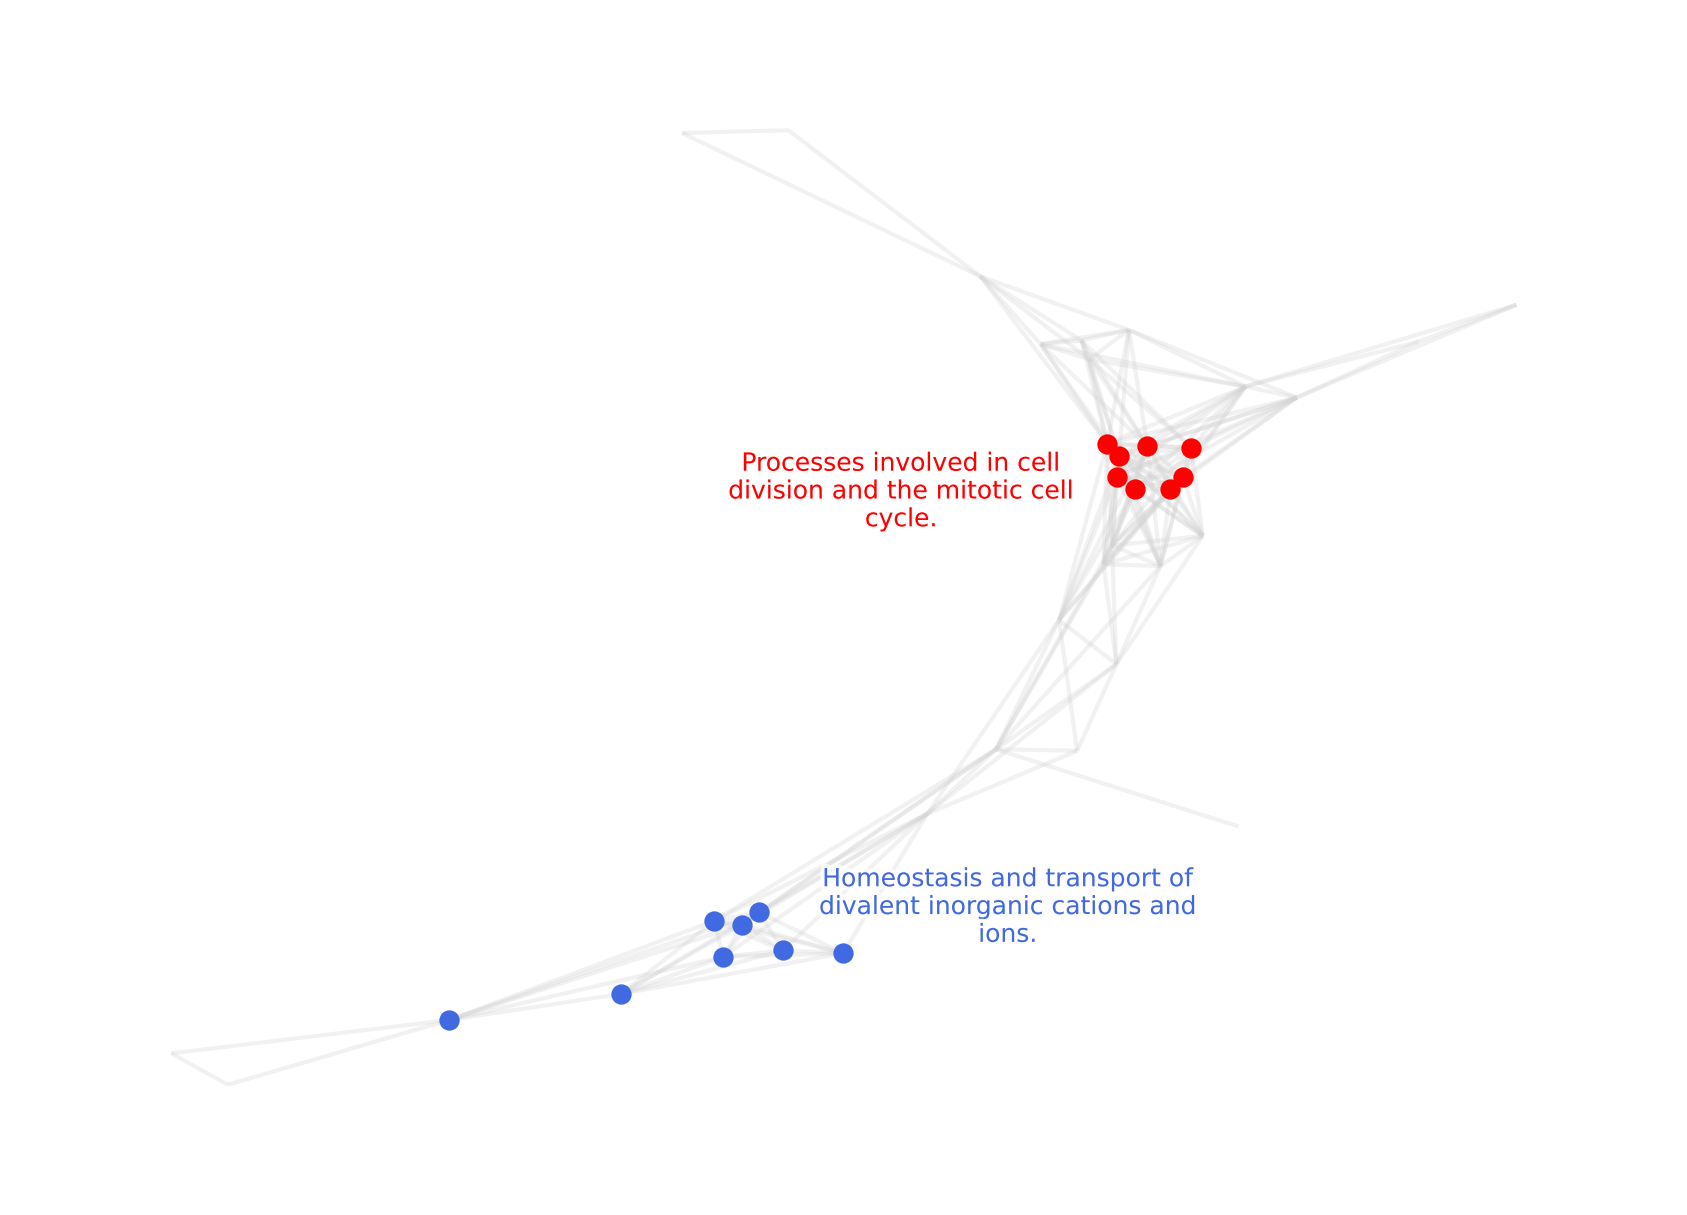 Processes involved in cell
division and the mitotic cell
cycle.
Homeostasis and transport of
divalent inorganic cations and
ions.